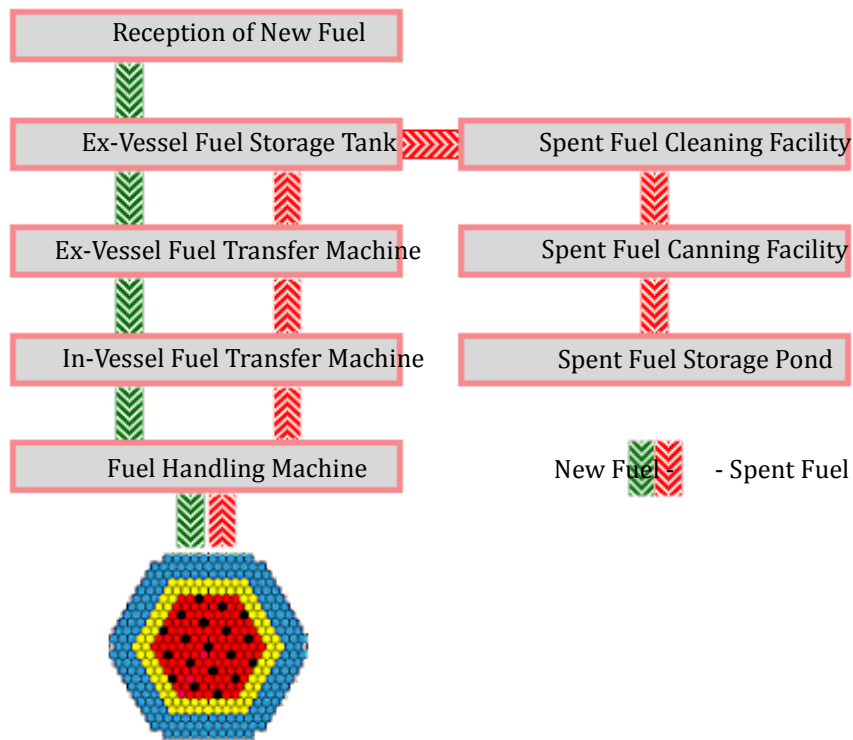 Reception of New Fuel
Ex-Vessel Fuel Storage Tank
Spent Fuel Cleaning Facility
Ex-Vessel Fuel Transfer Machine
Spent Fuel Canning Facility
In-Vessel Fuel Transfer Machine
Spent Fuel Storage Pond
Fuel Handling Machine
New Fuel - - Spent Fuel